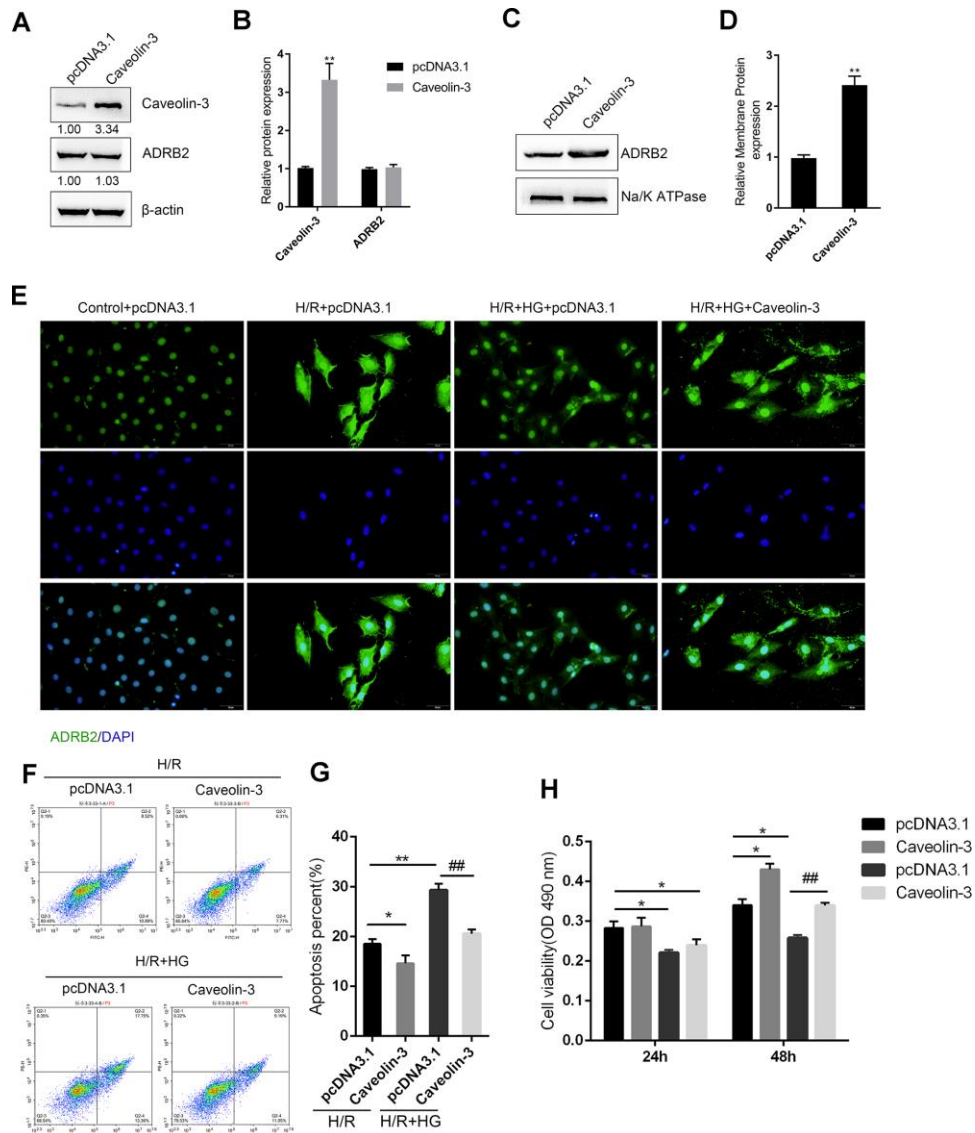 A
pcDNA3.1
Caveolin-3
Caveolin-3
1.00 3.34
ADRB2
1.00 1.03
β-actin
B
Relative protein expression
4
3
2
1
0
**
pcDNA3.1
Caveolin-3
Caveolin-3
ADRB2
C
pcDNA3.1
Caveolin-3
ADRB2
Na/K ATPase
D
Relative Membrane Protein
expression
3
2
1
0
**
pcDNA3.1
Caveolin-3
E
Control+pcDNA3.1 H/R+pcDNA3.1 H/R+HG+pcDNA3.1 H/R+HG+Caveolin-3
ADRB2/DAPI
F
H/R
pcDNA3.1 Caveolin-3
PE-H
FITC-H
H/R+HG
pcDNA3.1 Caveolin-3
G
Apoptosis percent(%)
40
30
20
10
0
**
##
*
pcDNA3.1
Caveolin-3
pcDNA3.1
Caveolin-3
H/R H/R+HG
H
Cell viability(OD 490 nm)
0.5
0.4
0.3
0.2
0.1
0.0
*
*
*
*
##
24h 48h
pcDNA3.1
Caveolin-3
pcDNA3.1
Caveolin-3